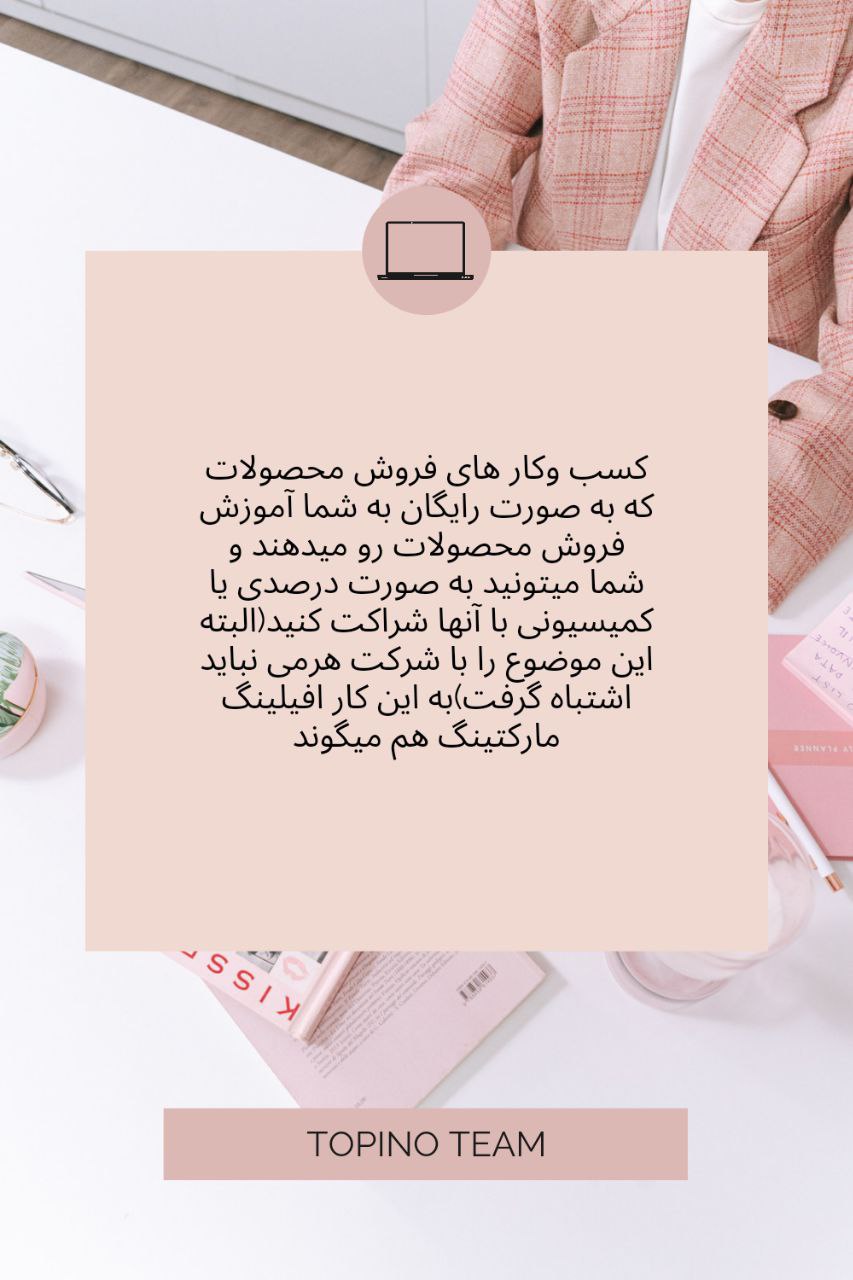 کسب وکار های فروش محصولات
که به صورت رایگان به شما آموزش
فروش محصولات رو میدهند و
شما میتونید به صورت درصدی یا
کمیسیونی با آنها شراکت کنید(البته
این موضوع را با شرکت هرمی نباید
اشتباه گرفت)به این کار افیلینگ
مارکتینگ هم میگوند
KISSE
TOPINO TEAM